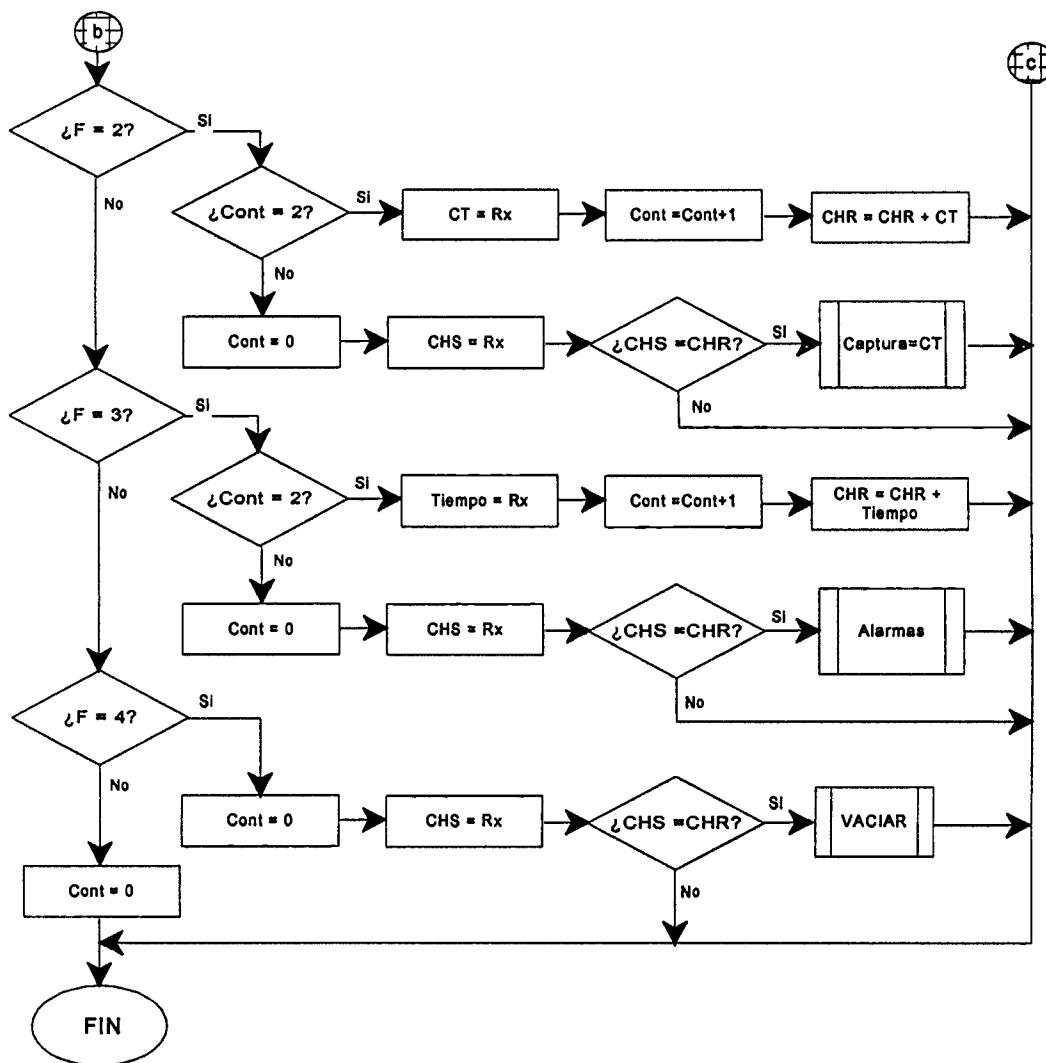 b
c
¿F = 2?
Si
No
¿Cont = 2?
Si
CT = Rx
Cont =Cont+1
CHR = CHR + CT
No
Cont = 0
CHS = Rx
¿CHS =CHR?
Si
Captura=CT
No
¿F = 3?
Si
No
¿Cont = 2?
Si
Tiempo = Rx
Cont =Cont+1
CHR = CHR +
Tiempo
No
Cont = 0
CHS = Rx
¿CHS =CHR?
Si
Alarmas
No
¿F = 4?
Si
No
Cont = 0
CHS = Rx
¿CHS =CHR?
Si
VACIAR
No
Cont = 0
FIN